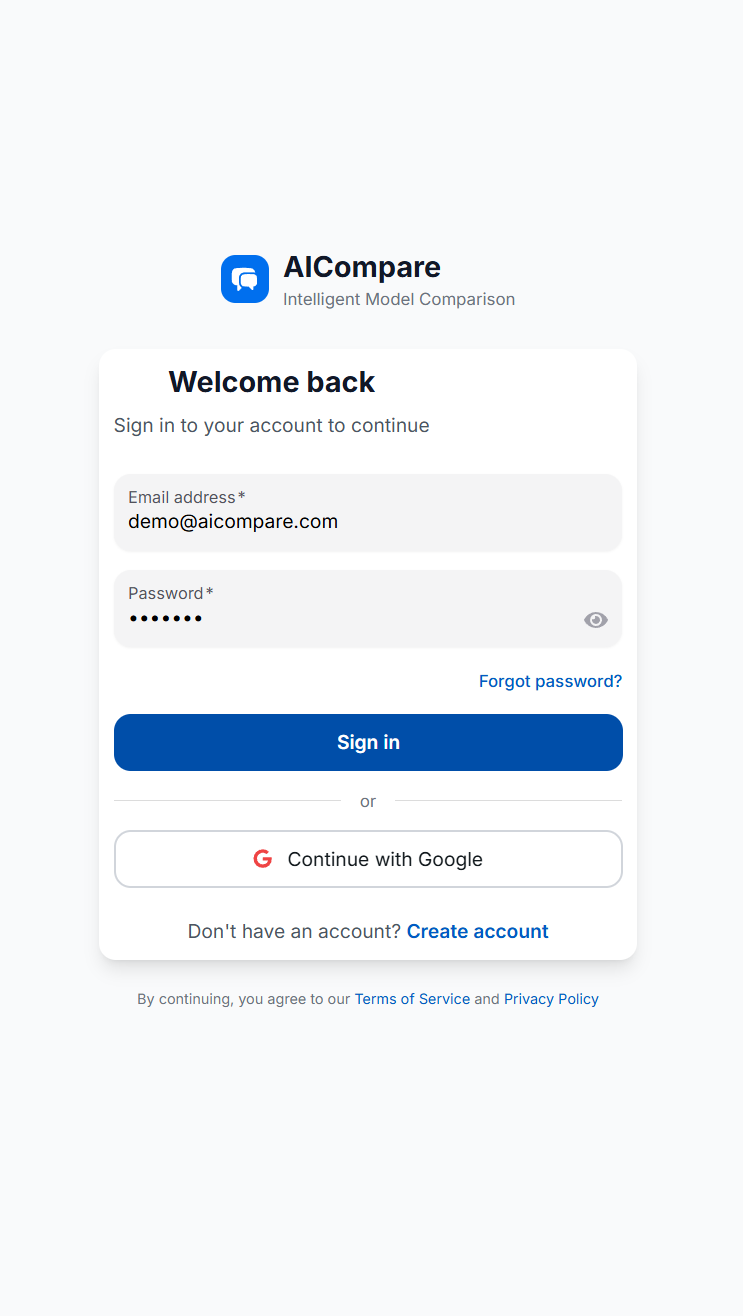 AICompare
Intelligent Model Comparison
Welcome back
Sign in to your account to continue
Email address*
demo@aicompare.com
Password*
•••••••
Forgot password?
Sign in
or
Continue with Google
Don't have an account? Create account
By continuing, you agree to our Terms of Service and Privacy Policy